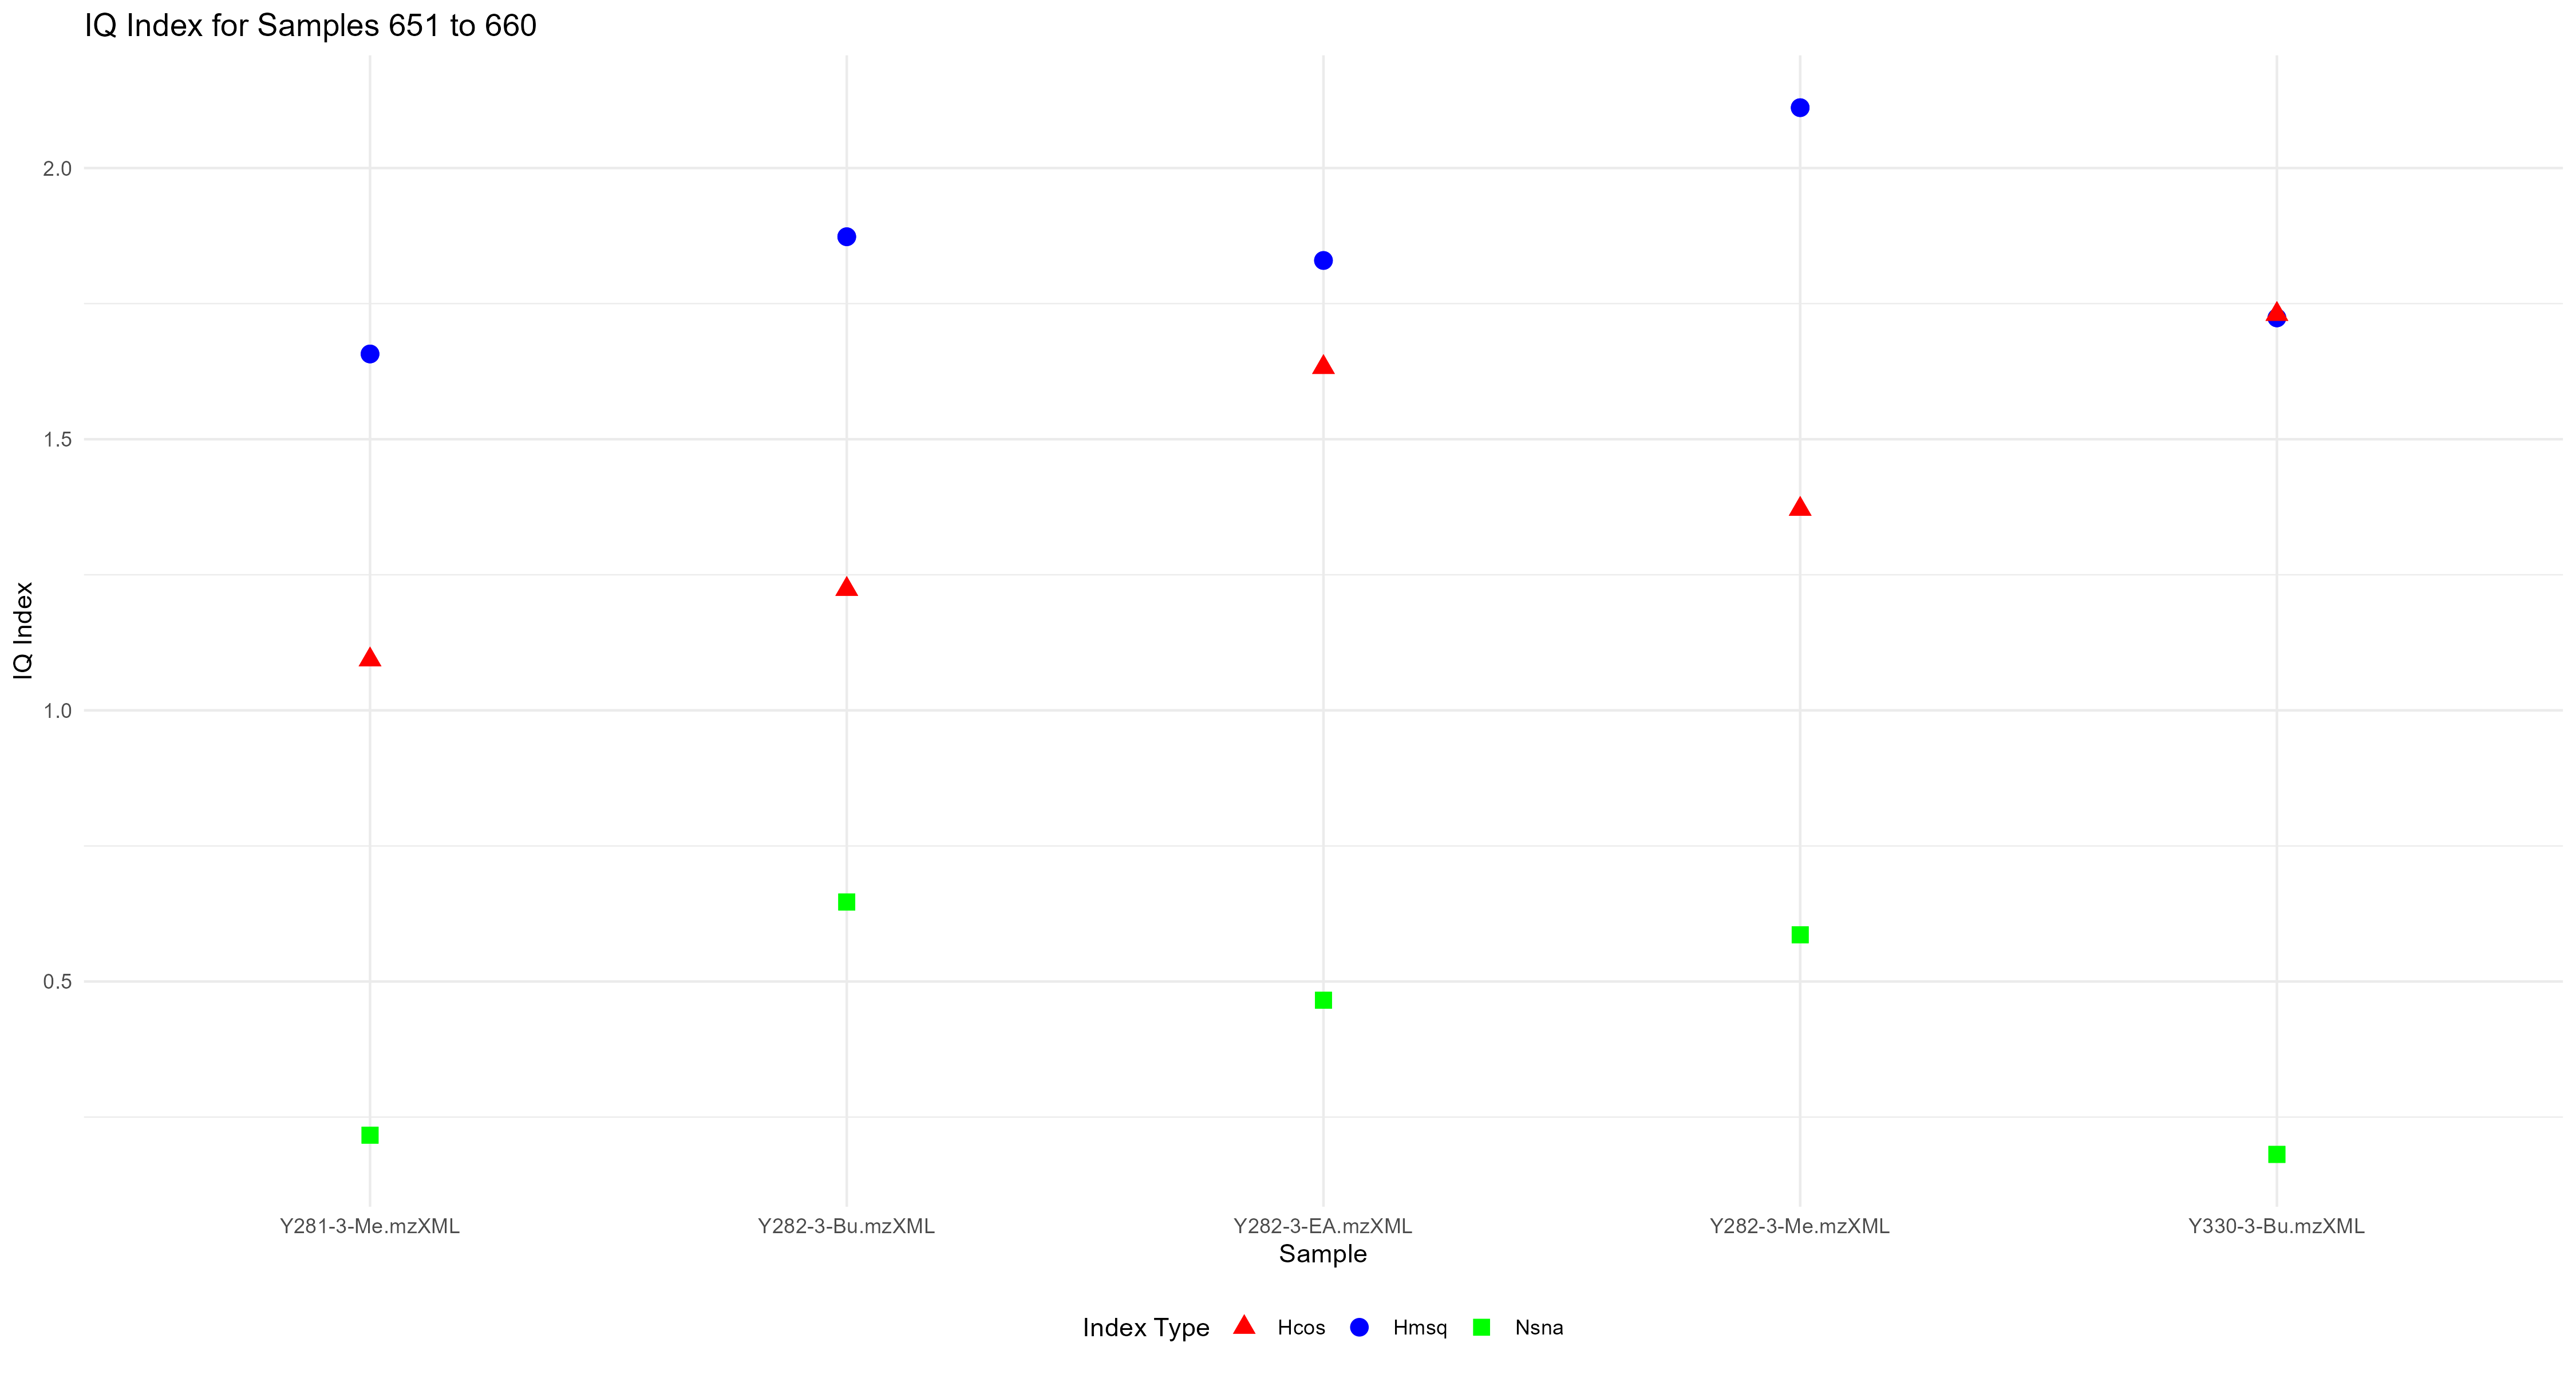 IQ Index for Samples 651 to 660
IQ Index
2.0
1.5
1.0
0.5
Y281-3-Me.mzXML Y282-3-Bu.mzXML Y282-3-EA.mzXML Y282-3-Me.mzXML Y330-3-Bu.mzXML
Sample
Index Type Hcos Hmsq Nsna